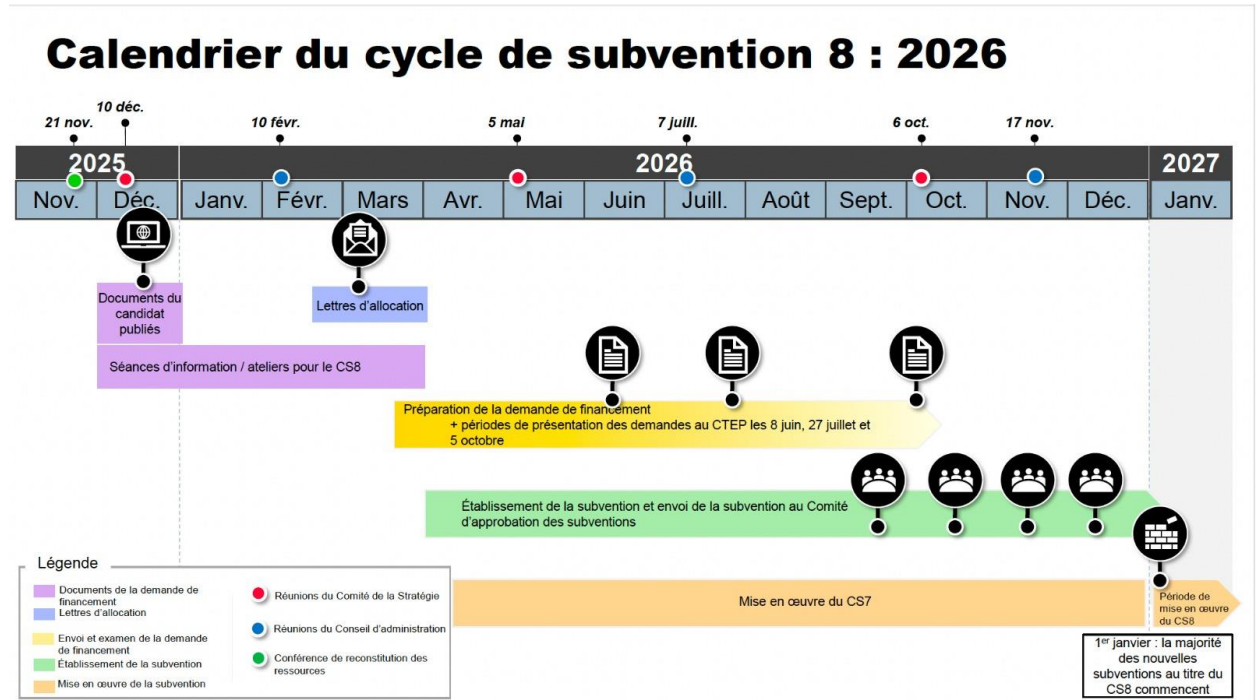 Calendrier du cycle de subvention 8 : 2026
21 nov.
10 déc.
10 févr.
5 mai
7 juill.
6 oct.
17 nov.
2025
2026
2027
Nov.
Déc.
Janv.
Févr.
Mars
Avr.
Mai
Juin
Juill.
Août
Sept.
Oct.
Nov.
Déc.
Janv.
Documents du
candidat
publiés
Lettres d'allocation
Séances d'information / ateliers pour le CS8
Préparation de la demande de financement
+ périodes de présentation des demandes au CTEP les 8 juin, 27 juillet et
5 octobre
Établissement de la subvention et envoi de la subvention au Comité
d'approbation des subventions
Mise en œuvre du CS7
Période de
mise en œuvre
du CS8
1er janvier : la majorité
des nouvelles
subventions au titre du
CS8 commencent
Légende
Documents de la demande de
financement
Lettres d'allocation
Envoi et examen de la demande
de financement
Établissement de la subvention
Mise en œuvre de la subvention
Réunions du Comité de la Stratégie
Réunions du Conseil d'administration
Conférence de reconstitution des
ressources